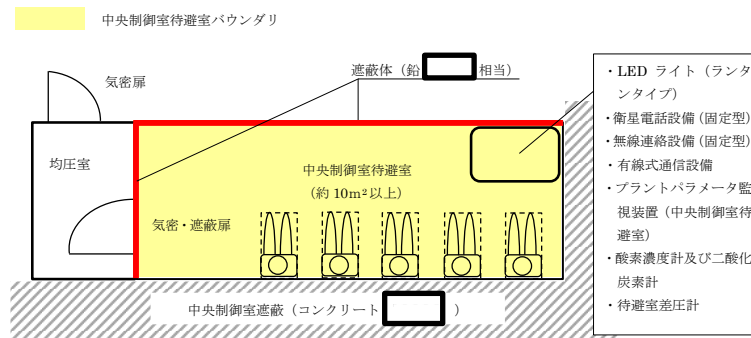 中央制御室待避室バウンダリ
遮蔽体（鉛 相当）
気密扉
均圧室
中央制御室待避室
（約 10m²以上）
気密・遮蔽扉
中央制御室遮蔽（コンクリート ）
・LED ライト（ランタ
ンタイプ）
・衛星電話設備（固定型）
・無線連絡設備（固定型）
・有線式通信設備
・プラントパラメータ監
視装置（中央制御室待
避室）
・酸素濃度計及び二酸化
炭素計
・待避室差圧計